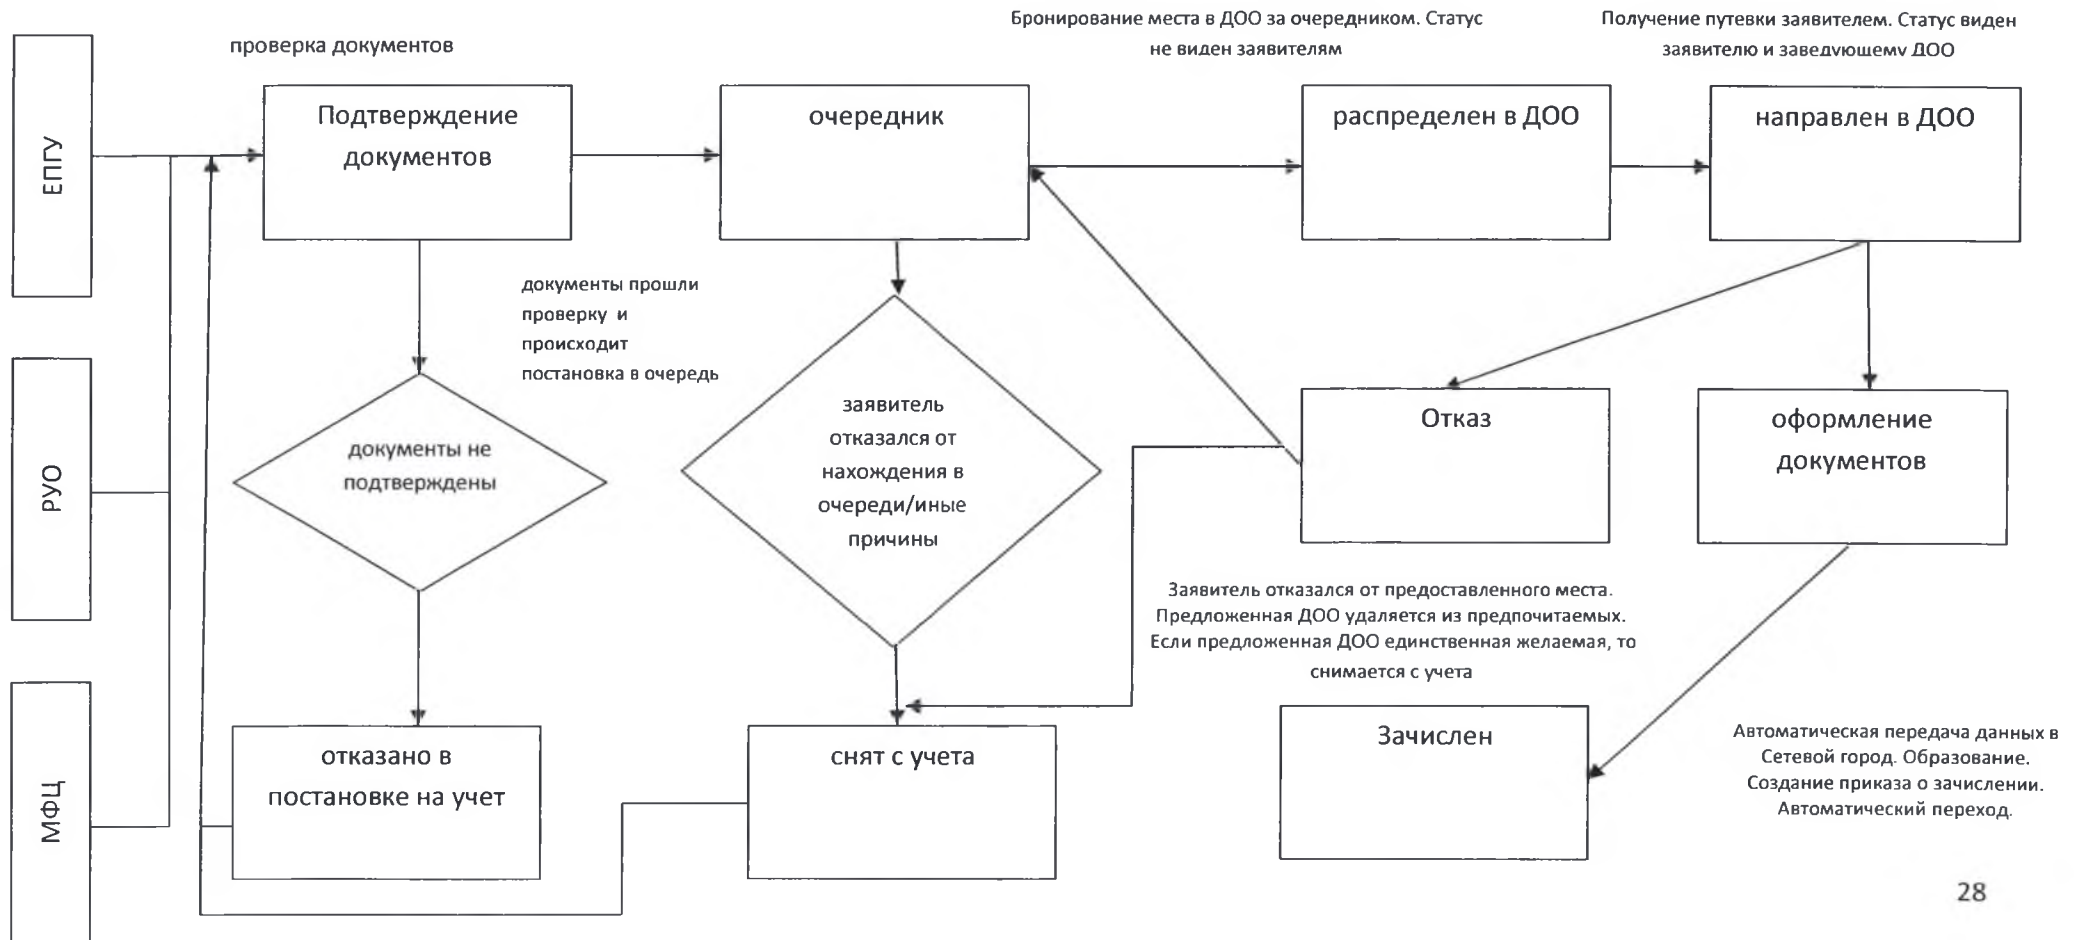 Бронирование места в ДОО за очередником. Статус
не виден заявителям
Получение путевки заявителем. Статус виден
заявителю и заведующему ДОО
проверка документов
ЕПГУ
Подтверждение
документов
очередник
распределен в ДОО
направлен в ДОО
документы прошли
проверку и
происходит
постановка в очередь
РУО
документы не
подтверждены
заявитель
отказался от
нахождения в
очереди/иные
причины
Отказ
оформление
документов
Заявитель отказался от предоставленного места.
Предложенная ДОО удаляется из предпочитаемых.
Если предложенная ДОО единственная желаемая, то
снимается с учета
МФЦ
отказано в
постановке на учет
снят с учета
Зачислен
Автоматическая передача данных в
Сетевой город. Образование.
Создание приказа о зачислении.
Автоматический переход.
28